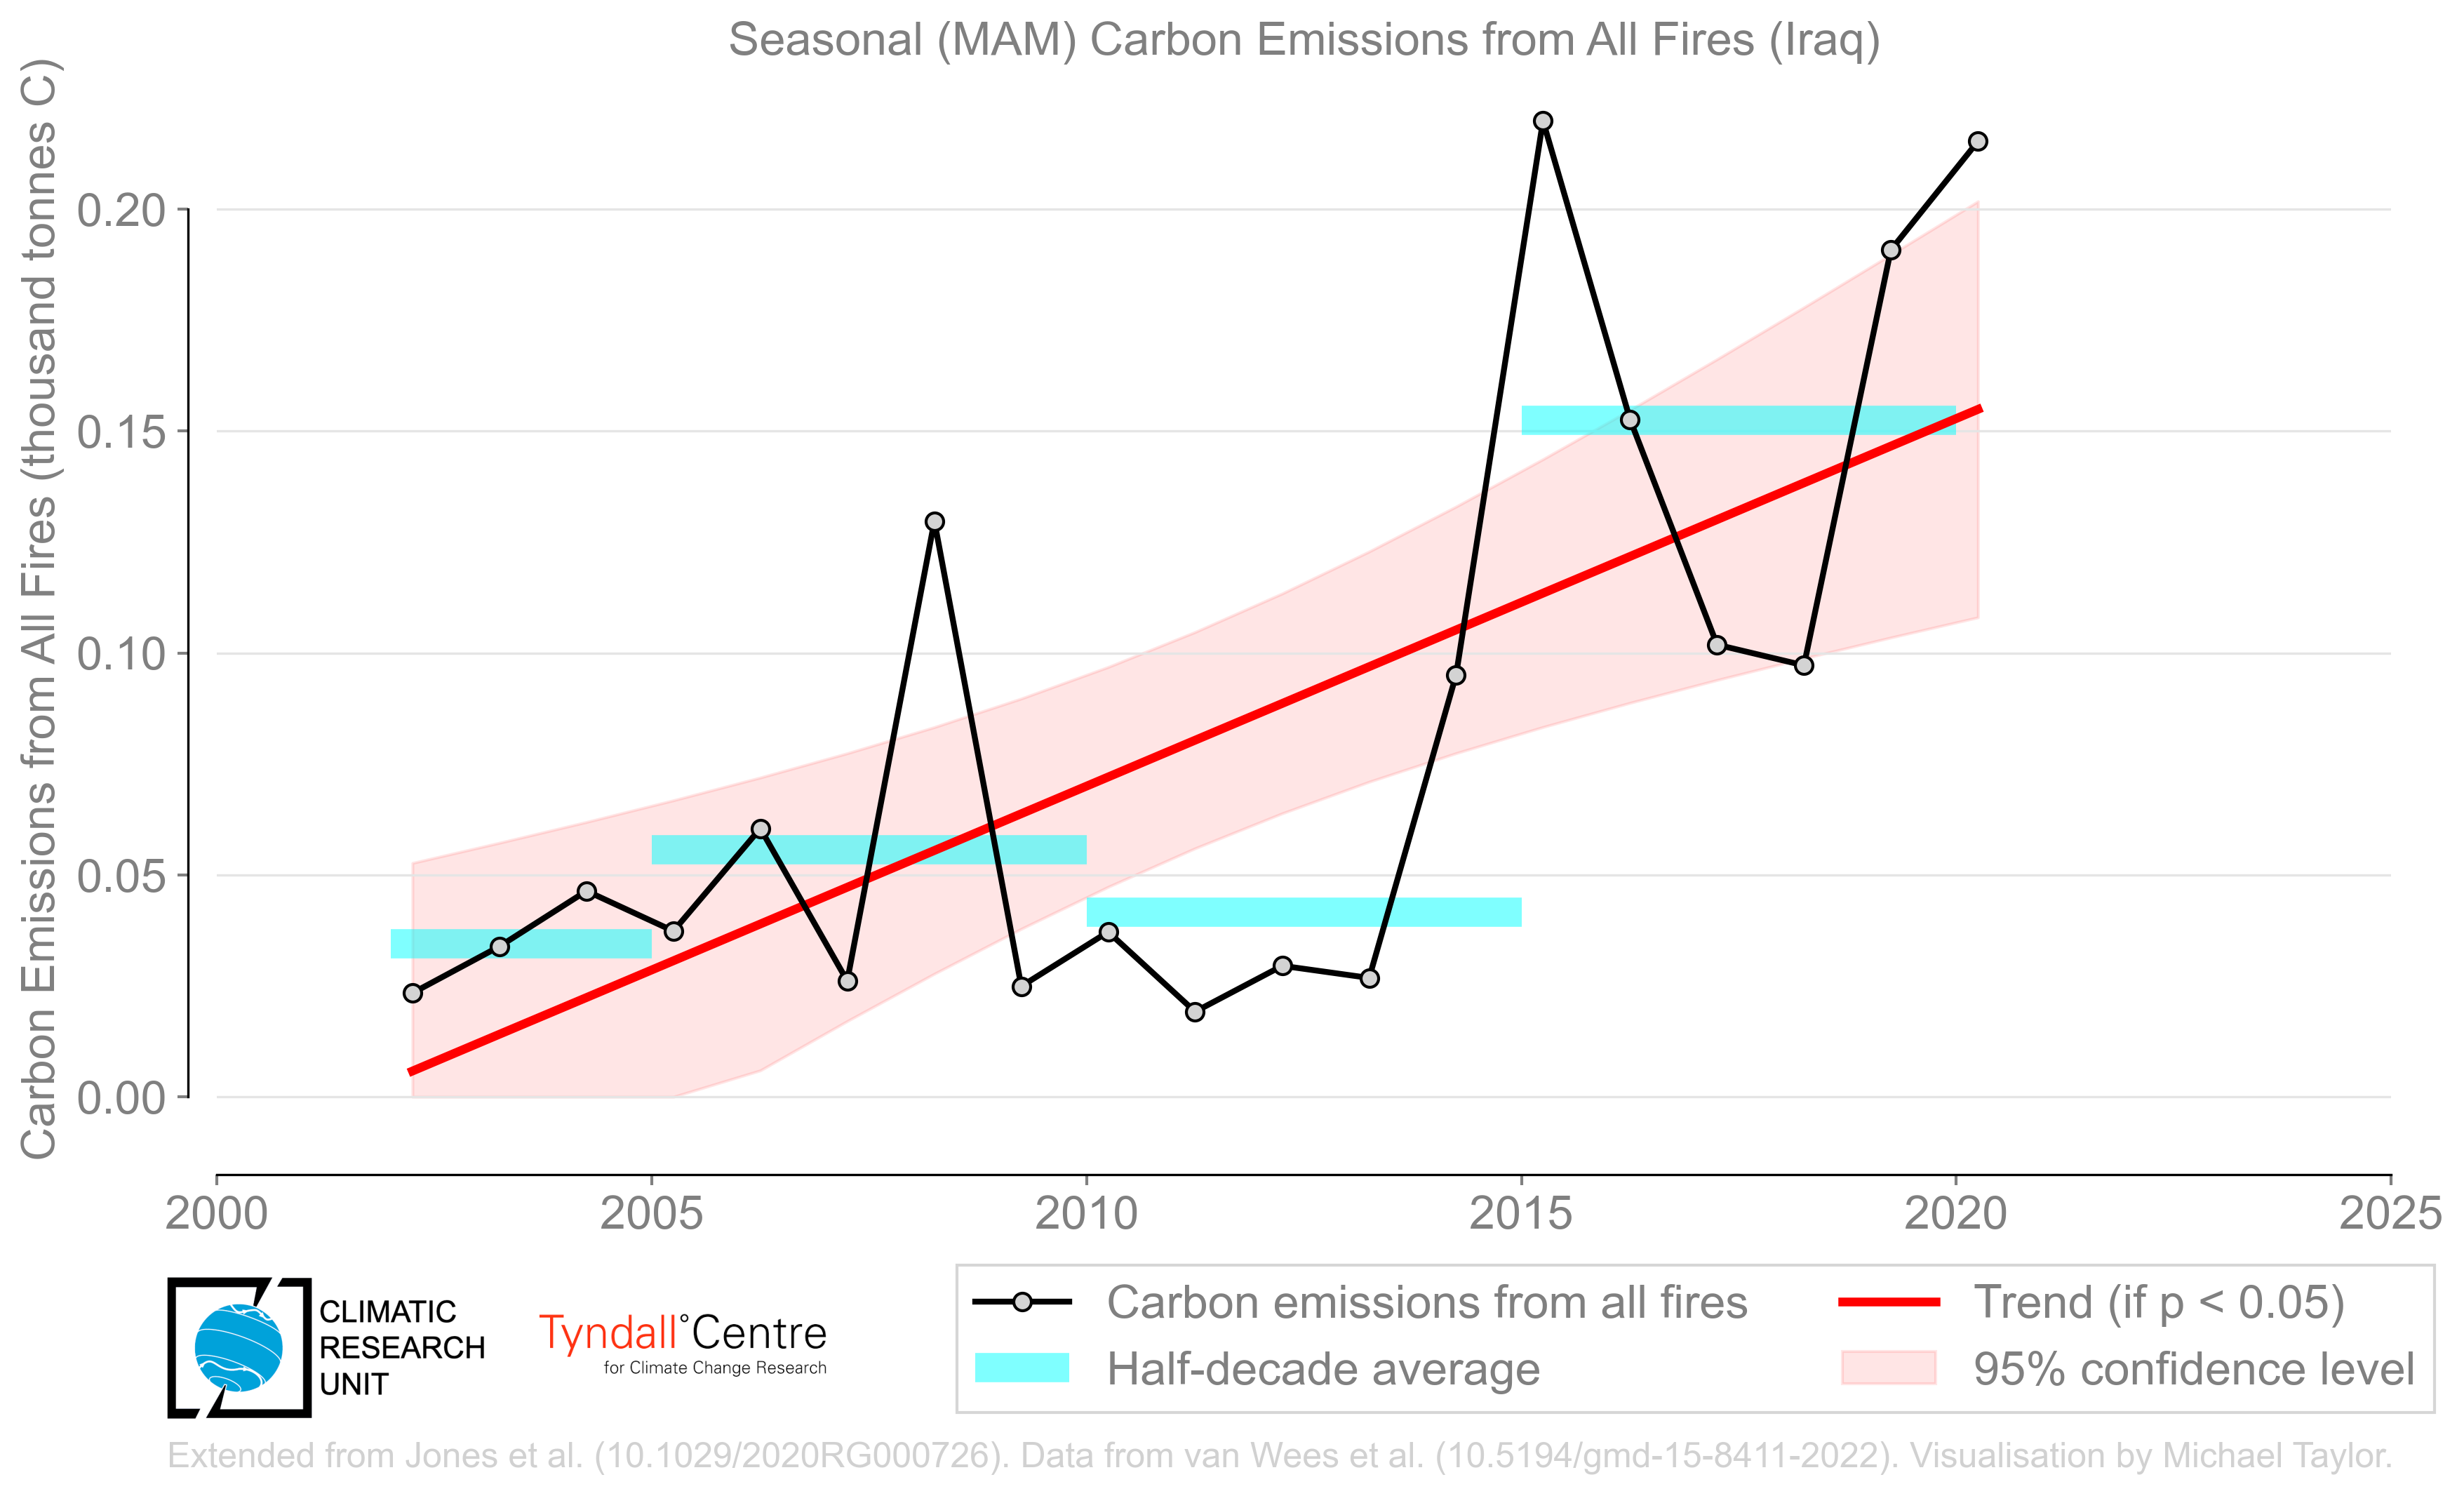 Seasonal (MAM) Carbon Emissions from All Fires (Iraq)
Carbon Emissions from All Fires (thousand tonnes C)
0.20
0.15
0.10
0.05
0.00
2000
2005
2010
2015
2020
2025
CLIMATIC
RESEARCH
UNIT
Tyndall°Centre
for Climate Change Research
Carbon emissions from all fires
Half-decade average
Trend (if p < 0.05)
95% confidence level
Extended from Jones et al. (10.1029/2020RG000726). Data from van Wees et al. (10.5194/gmd-15-8411-2022). Visualisation by Michael Taylor.